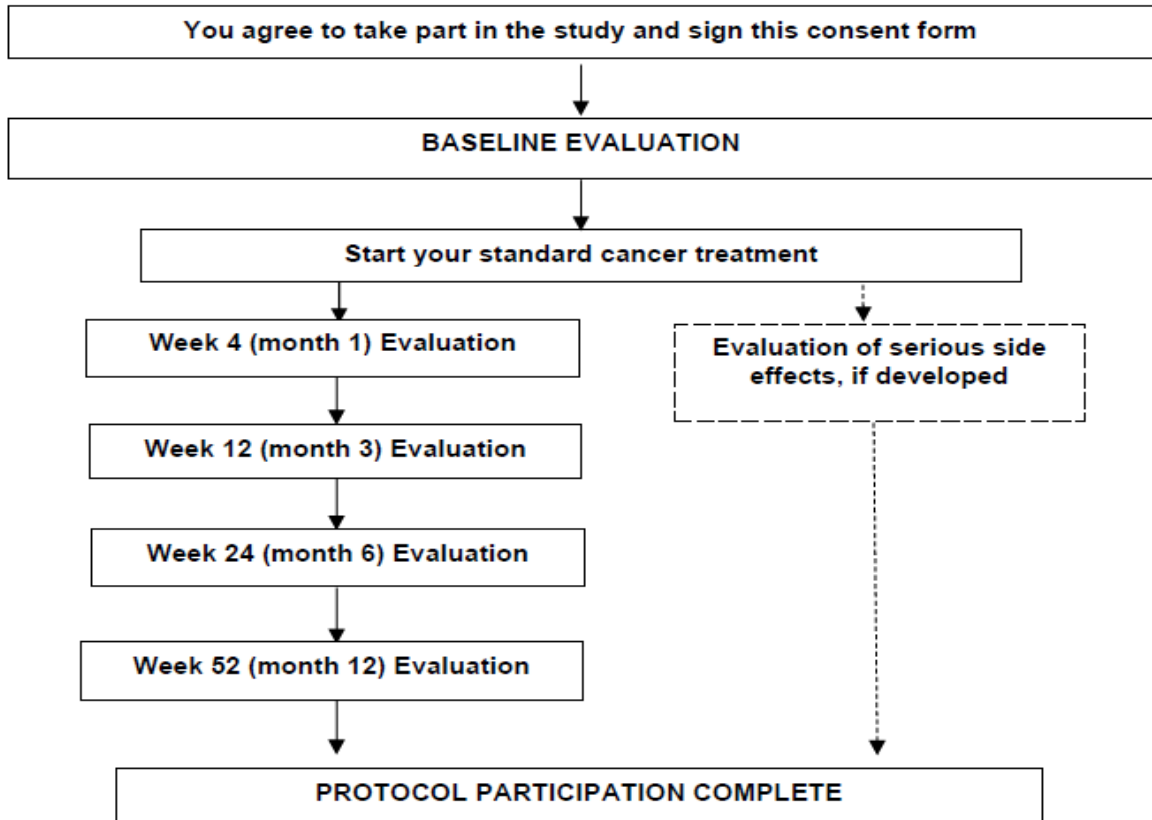 You agree to take part in the study and sign this consent form
BASELINE EVALUATION
Start your standard cancer treatment
Week 4 (month 1) Evaluation
Week 12 (month 3) Evaluation
Week 24 (month 6) Evaluation
Week 52 (month 12) Evaluation
Evaluation of serious side
effects, if developed
PROTOCOL PARTICIPATION COMPLETE